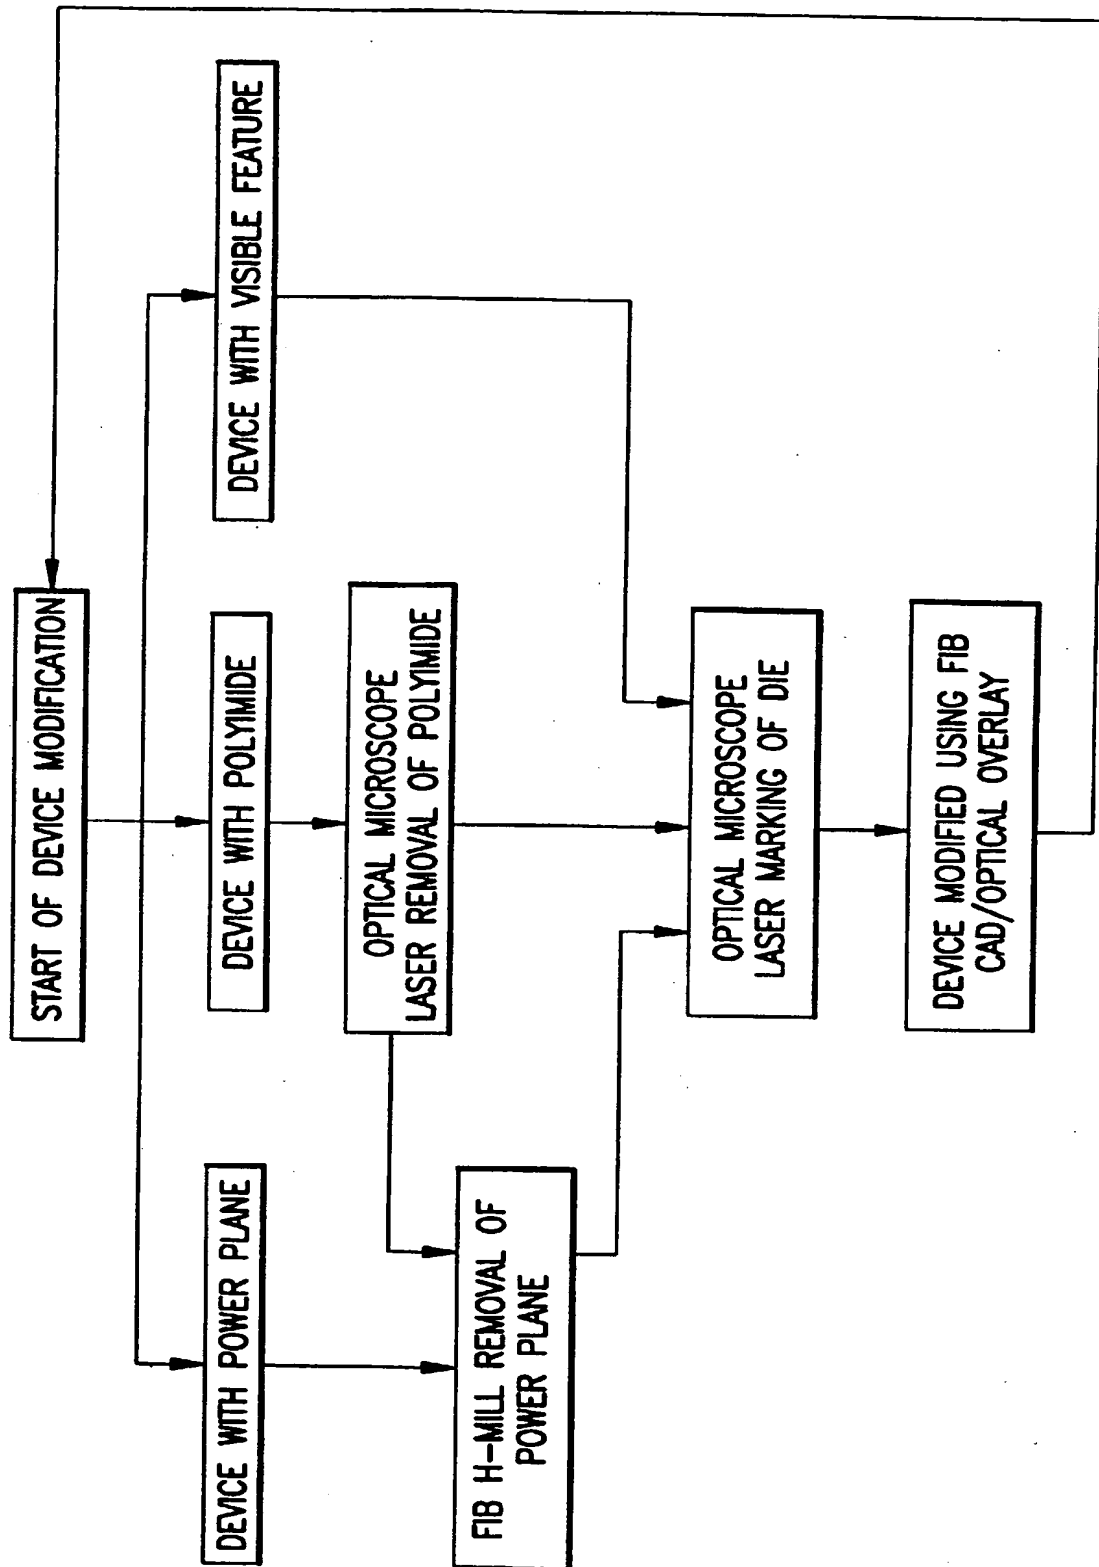 START OF DEVICE MODIFICATION
DEVICE WITH POWER PLANE
DEVICE WITH POLYIMIDE
DEVICE WITH VISIBLE FEATURE
OPTICAL MICROSCOPE
LASER REMOVAL OF POLYIMIDE
FIB H-MILL REMOVAL OF
POWER PLANE
OPTICAL MICROSCOPE
LASER MARKING OF DIE
DEVICE MODIFIED USING FIB
CAD/OPTICAL OVERLAY